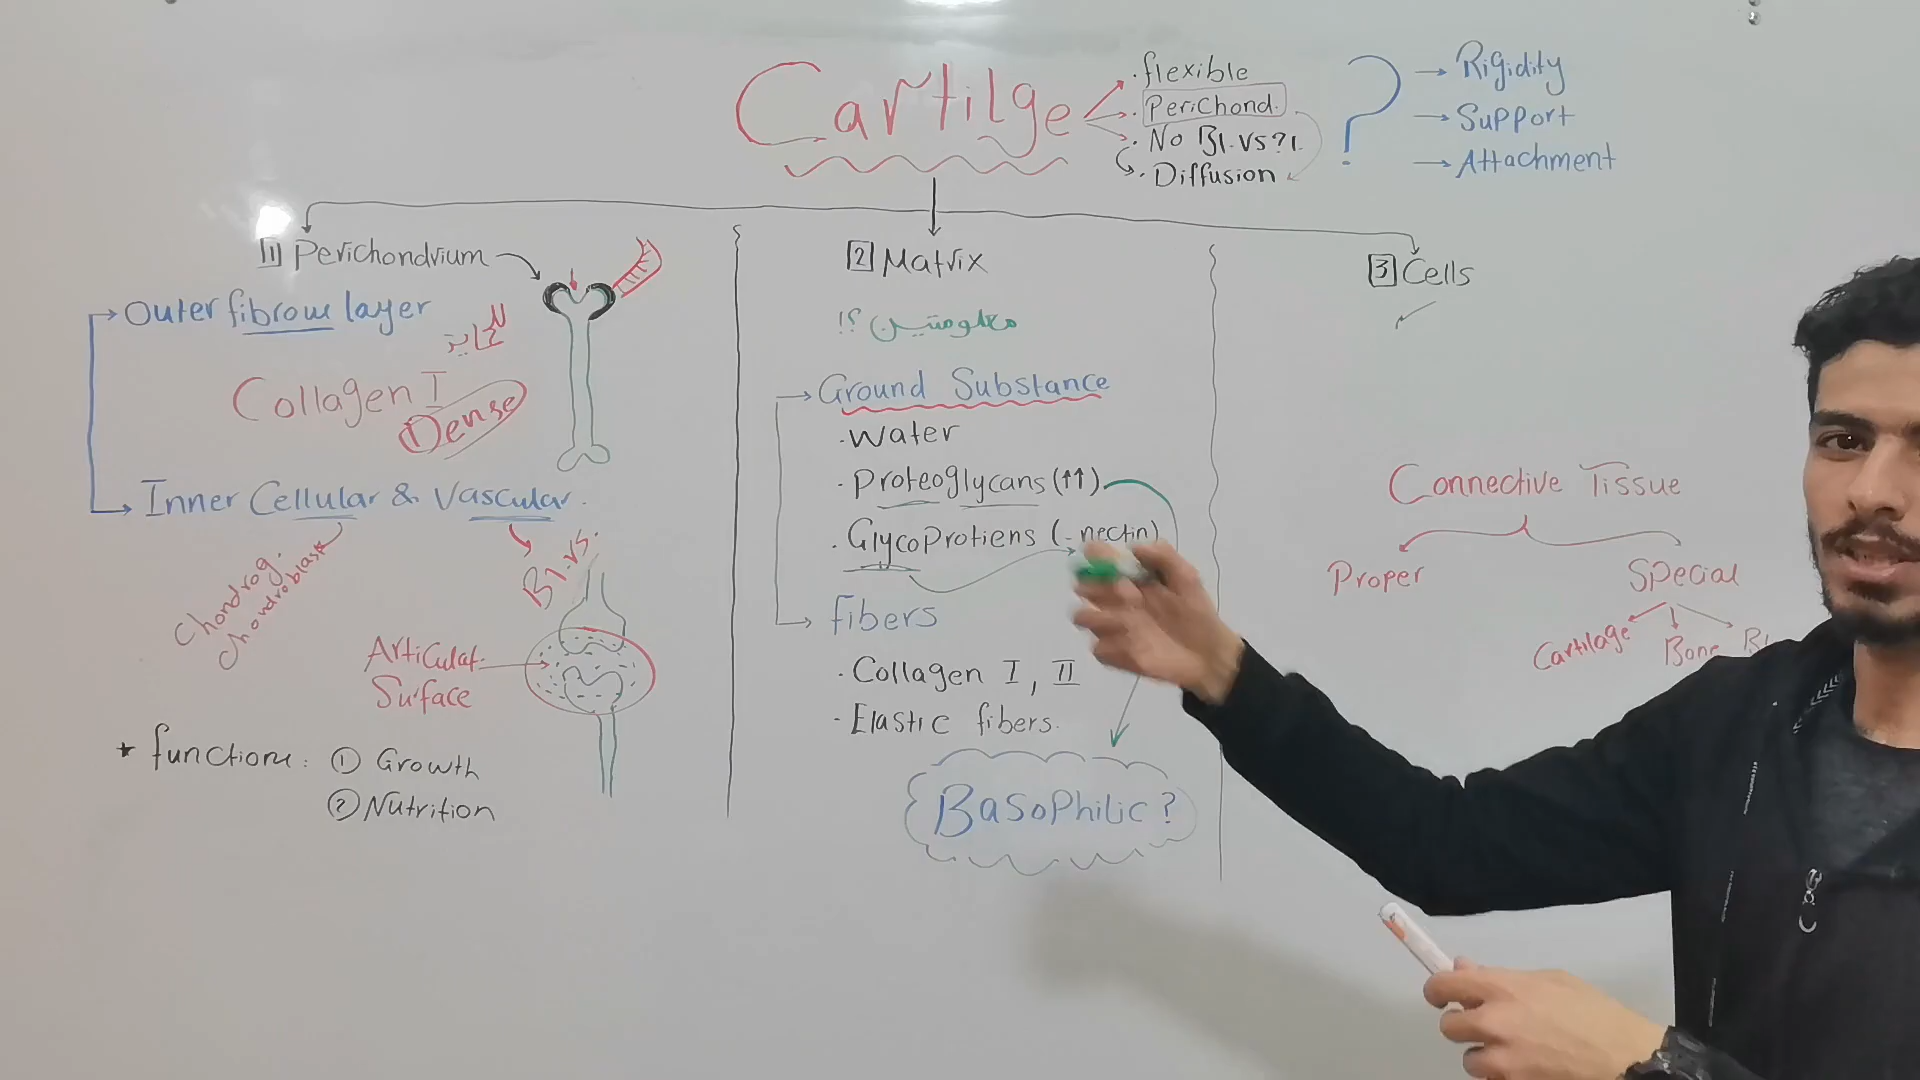 Cartilge
. flexible
. Perichond.
. No Bl.vs?!.
. Diffusion
?
→ Rigidity
→ Support
→ Attachment
1 Perichondrium
→ Outer fibrous layer
Collagen I
Dense
→ Inner Cellular & Vascular.
Chondrog.
chondroblast
Bl.vs.
Articulat.
Surface
* functions: ① Growth
② Nutrition
2 Matrix
معلومتين ؟!
→ Ground Substance
. Water
. Proteoglycans (↑↑)
. GlycoProtiens (- nectin)
→ fibers
. Collagen I, II
- Elastic fibers.
BasoPhilic ?
3 Cells
Connective Tissue
Proper
Special
Cartilage
Bone